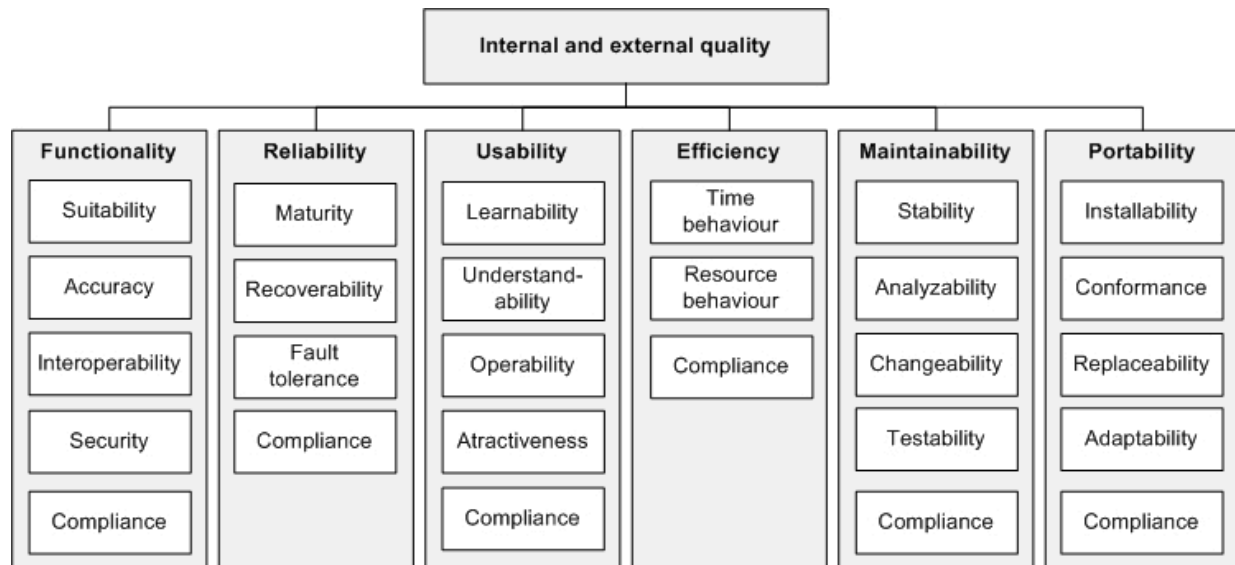 Internal and external quality
Functionality
Suitability
Accuracy
Interoperability
Security
Compliance
Reliability
Maturity
Recoverability
Fault
tolerance
Compliance
Usability
Learnability
Understand-
ability
Operability
Atractiveness
Compliance
Efficiency
Time
behaviour
Resource
behaviour
Compliance
Maintainability
Stability
Analyzability
Changeability
Testability
Compliance
Portability
Installability
Conformance
Replaceability
Adaptability
Compliance